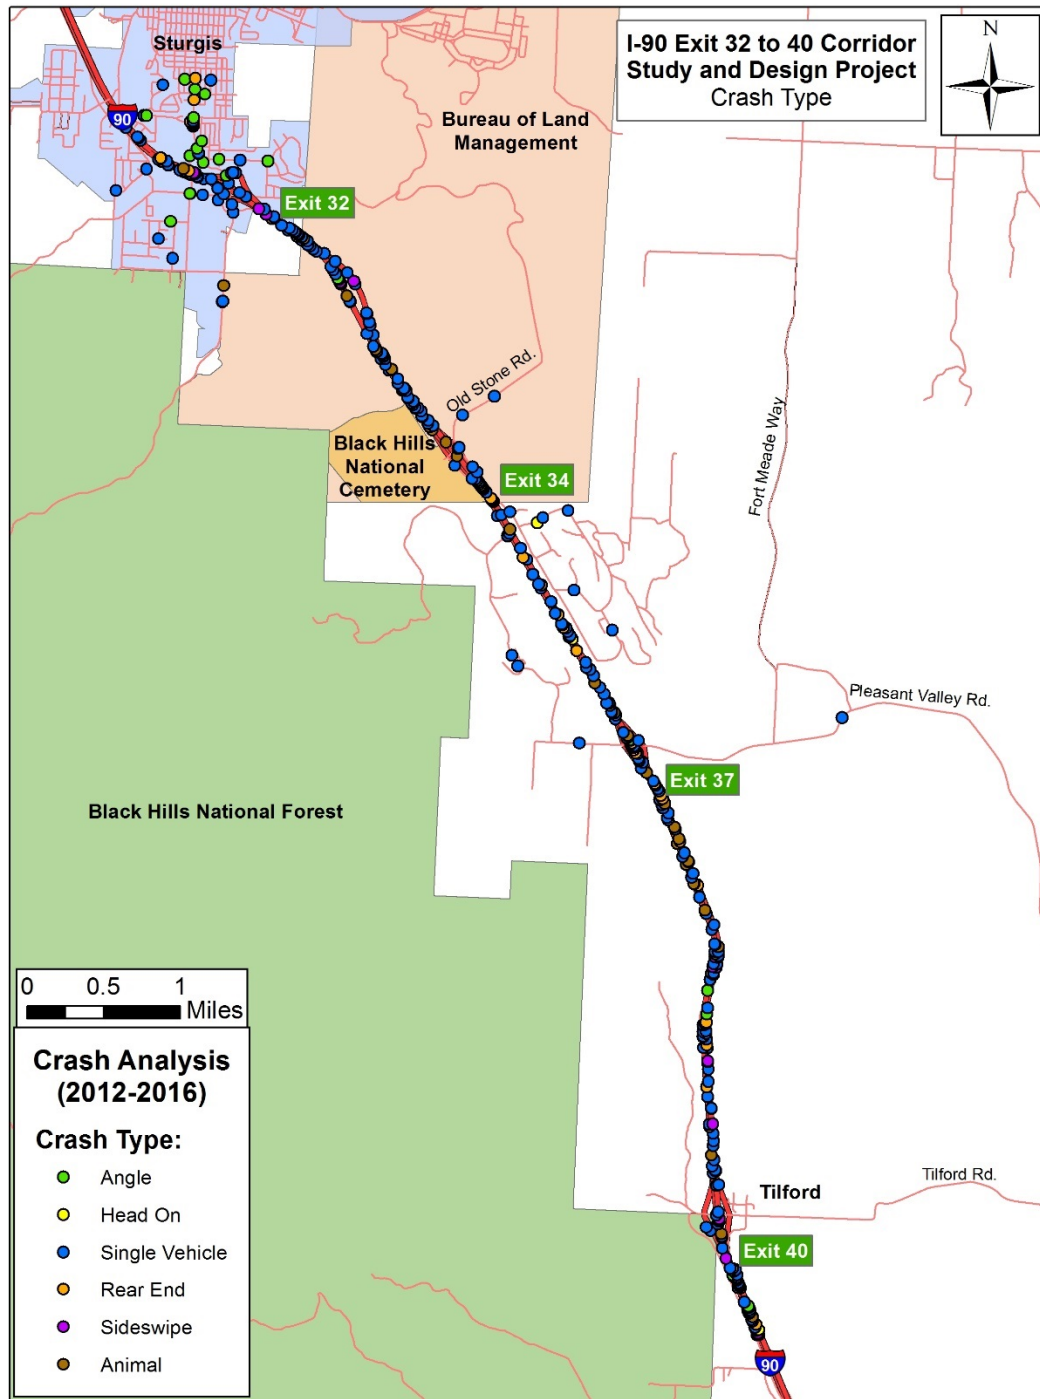 I-90 Exit 32 to 40 Corridor
Study and Design Project
Crash Type
N
Sturgis
90
Bureau of Land
Management
Exit 32
Old Stone Rd.
Black Hills
National
Cemetery
Exit 34
Fort Meade Way
Pleasant Valley Rd.
Exit 37
Black Hills National Forest
0 0.5 1
Miles
Crash Analysis
(2012-2016)
Crash Type:
Angle
Head On
Single Vehicle
Rear End
Sideswipe
Animal
Tilford
Tilford Rd.
Exit 40
90